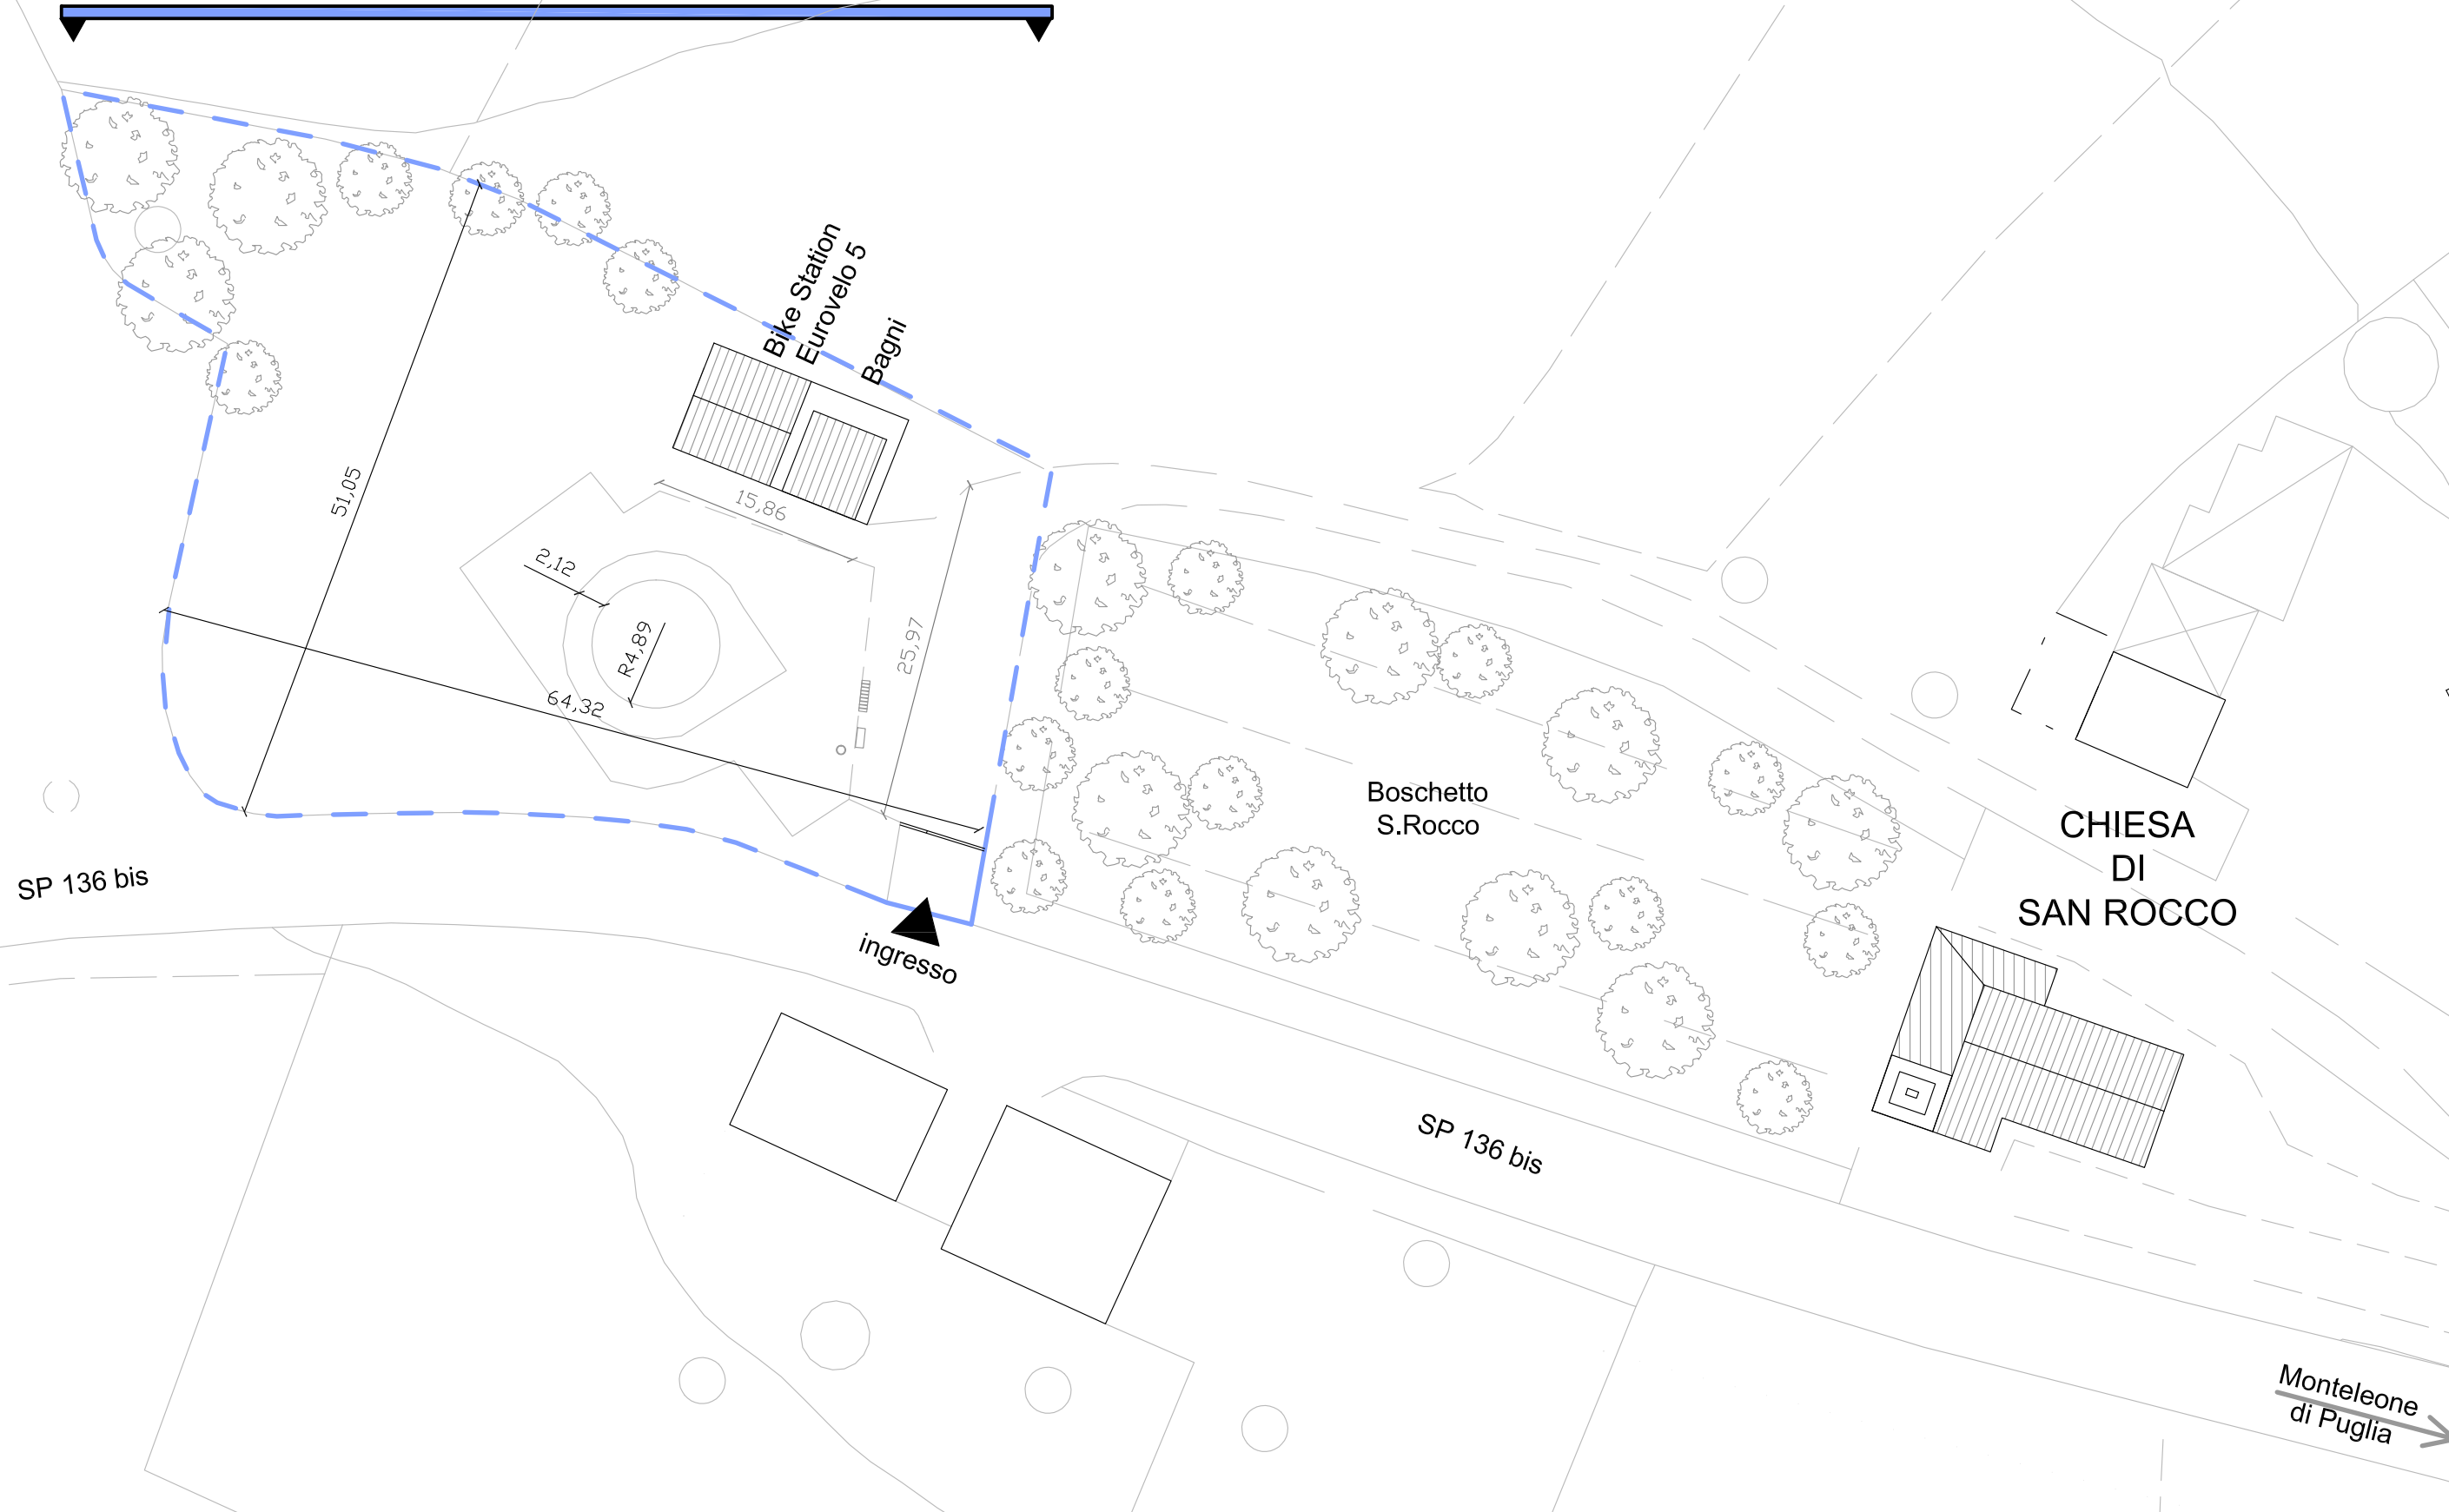 Bike Station
Eurovelo 5
Bagni
51,05
15,86
2,12
R4,89
25,97
64,32
Boschetto
S.Rocco
CHIESA
DI
SAN ROCCO
SP 136 bis
ingresso
SP 136 bis
Monteleone
di Puglia